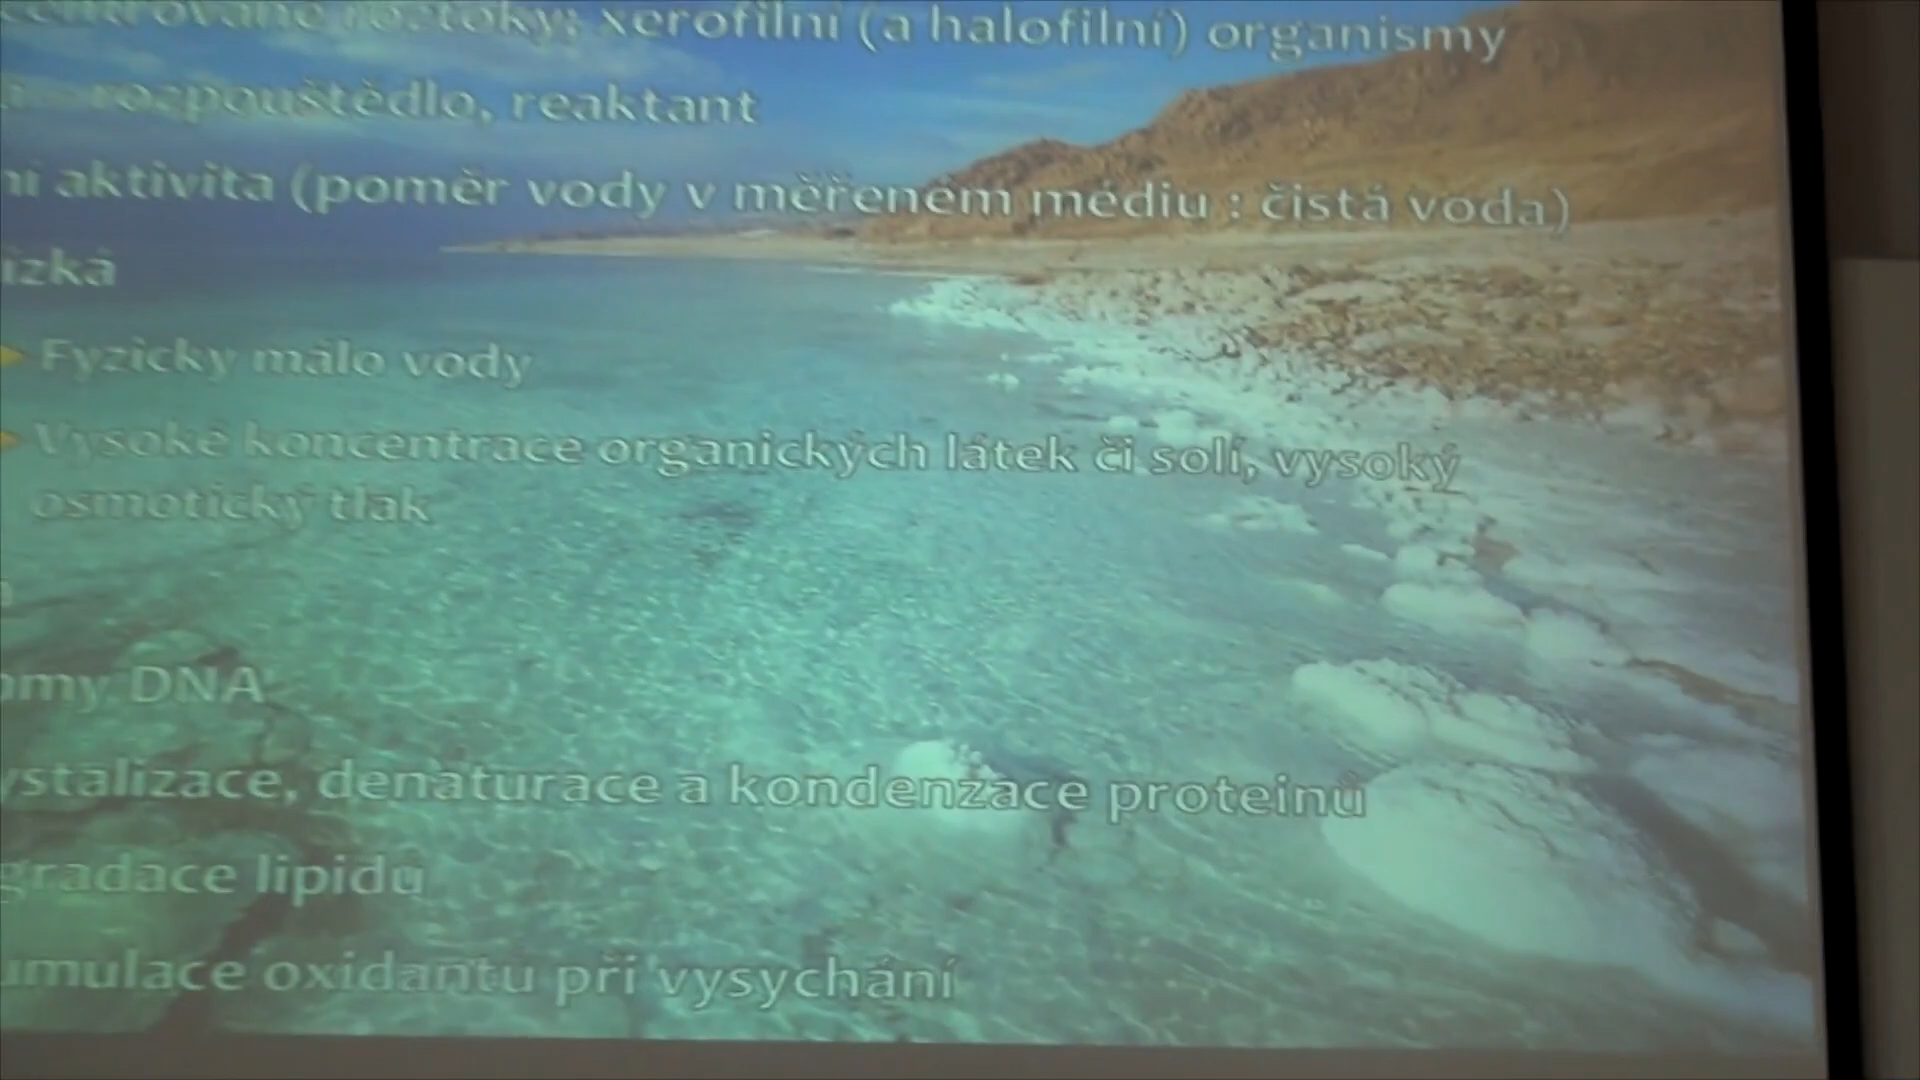 roztoky; xerofilní (a halofilní) organismy
rozpouštědlo, reaktant
aktivita (poměr vody v měřeném médiu : čistá voda)
Fyzicky málo vody
Vysoké koncentrace organických látek či solí, vysoký
osmotický tlak
DNA
denaturace a kondenzace proteinů
lipidů
oxidantů při vysychání